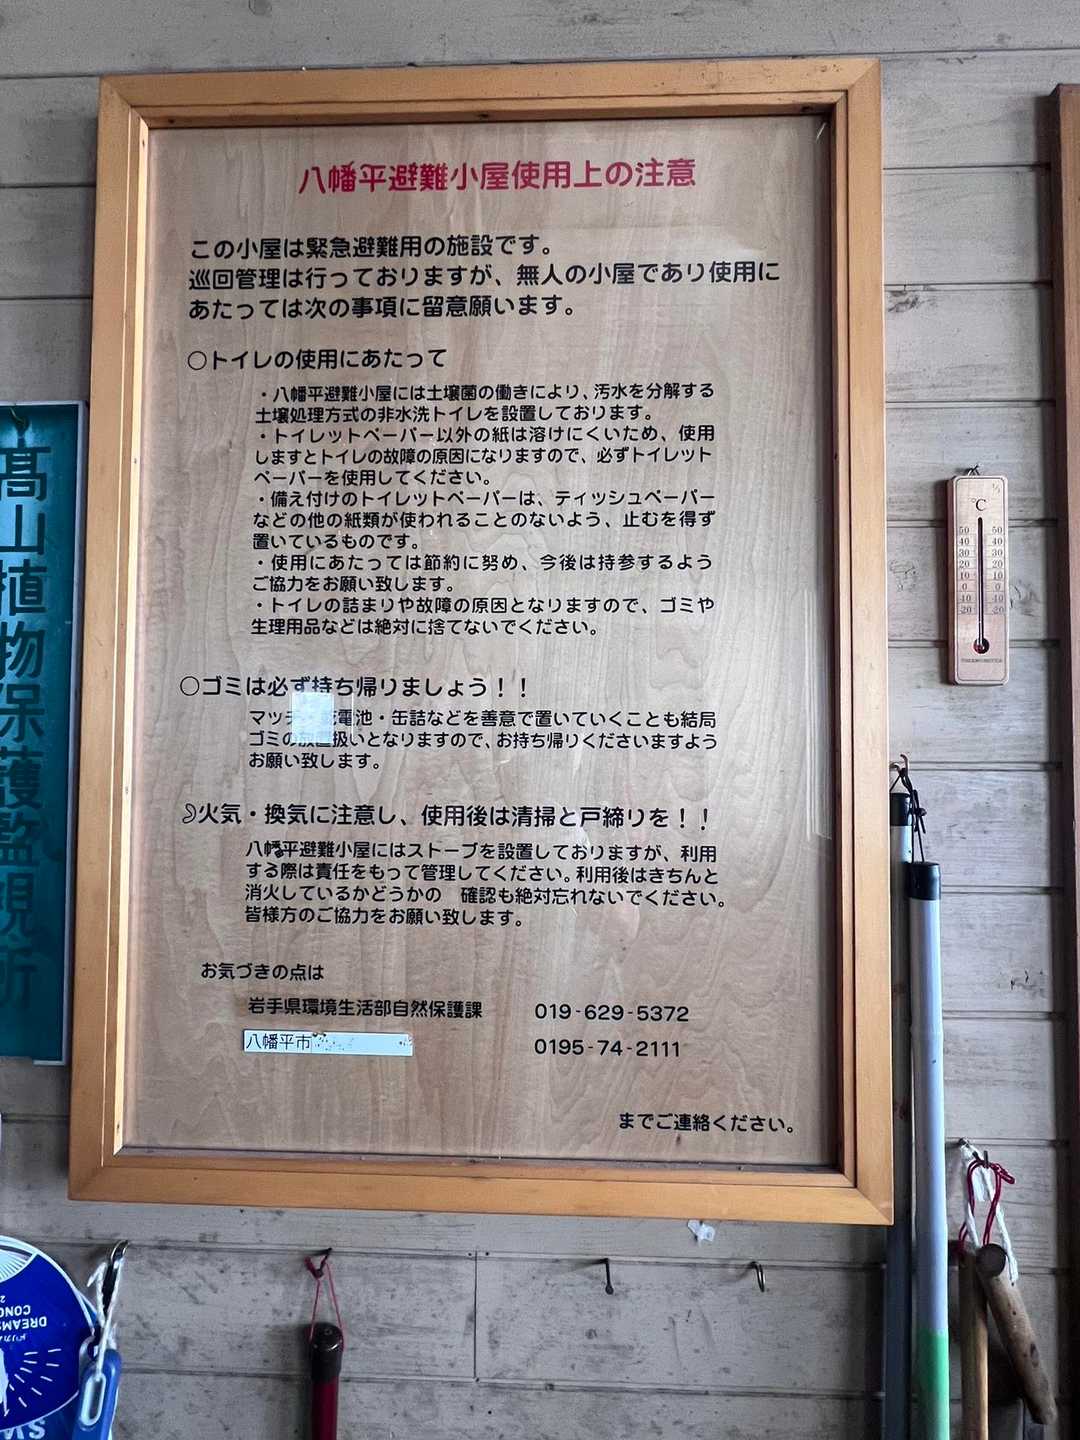 八幡平避難小屋使用上の注意
この小屋は緊急避難用の施設です。
巡回管理は行っておりますが、無人の小屋であり使用に
あたっては次の事項に留意願います。
○トイレの使用にあたって
・八幡平避難小屋には土壌菌の働きにより、汚水を分解する
土壌処理方式の非水洗トイレを設置しております。
・トイレットペーパー以外の紙は溶けにくいため、使用
しますとトイレの故障の原因になりますので、必ずトイレット
ペーパーを使用してください。
・備え付けのトイレットペーパーは、ティッシュペーパー
などの他の紙類が使われることのないよう、止むを得ず
置いているものです。
・使用にあたっては節約に努め、今後は持参するよう
ご協力をお願い致します。
・トイレの詰まりや故障の原因となりますので、ゴミや
生理用品などは絶対に捨てないでください。
○ゴミは必ず持ち帰りましょう！！
マッチ・乾電池・缶詰などを善意で置いていくことも結局
ゴミの放置扱いとなりますので、お持ち帰りくださいますよう
お願い致します。
火気・換気に注意し、使用後は清掃と戸締りを！！
八幡平避難小屋にはストーブを設置しておりますが、利用
する際は責任をもって管理してください。利用後はきちんと
消火しているかどうかの　確認も絶対忘れないでください。
皆様方のご協力をお願い致します。
お気づきの点は
岩手県環境生活部自然保護課 019-629-5372
八幡平市 0195-74-2111
までご連絡ください。
高山植物保護監視所
℃
50 50
40 40
30 30
20 20
10 10
0 0
10 10
20 20
DREAMS